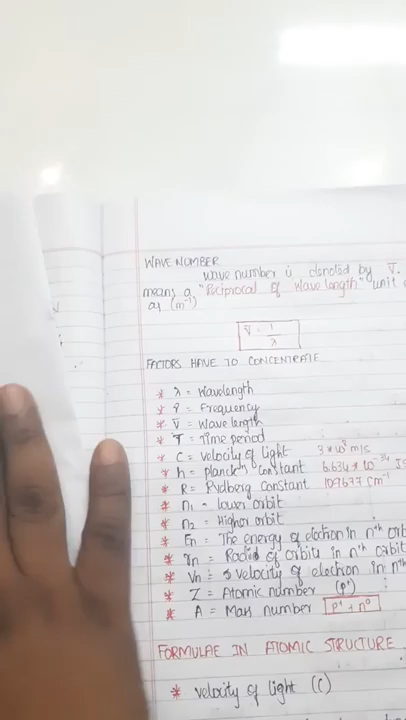 WAVE NUMBER
wave number is denoted by ν̅.
means a "Reciprocal of wave length" unit
as (m⁻¹)
ν̅ = 1/λ
FACTORS HAVE TO CONCENTRATE
* λ = Wavelength
* γ = Frequency
* ν̅ = Wave length
* T = Time period
* C = velocity of light 3*10⁸ m/s
* h = planck's constant 6.634*10⁻³⁴ JS
* R = Rydberg constant 109677 cm⁻¹
* n₁ = lower orbit
* n₂ = Higher orbit
* En = The energy of electron in nᵗʰ orb
* rn = Radius of orbits in nᵗʰ orbit
* Vn = velocity of electron in nᵗʰ
* Z = Atomic number (p⁺)
* A = Mass number p⁺ + n⁰
FORMULAE IN ATOMIC STRUCTURE
* velocity of light (C)